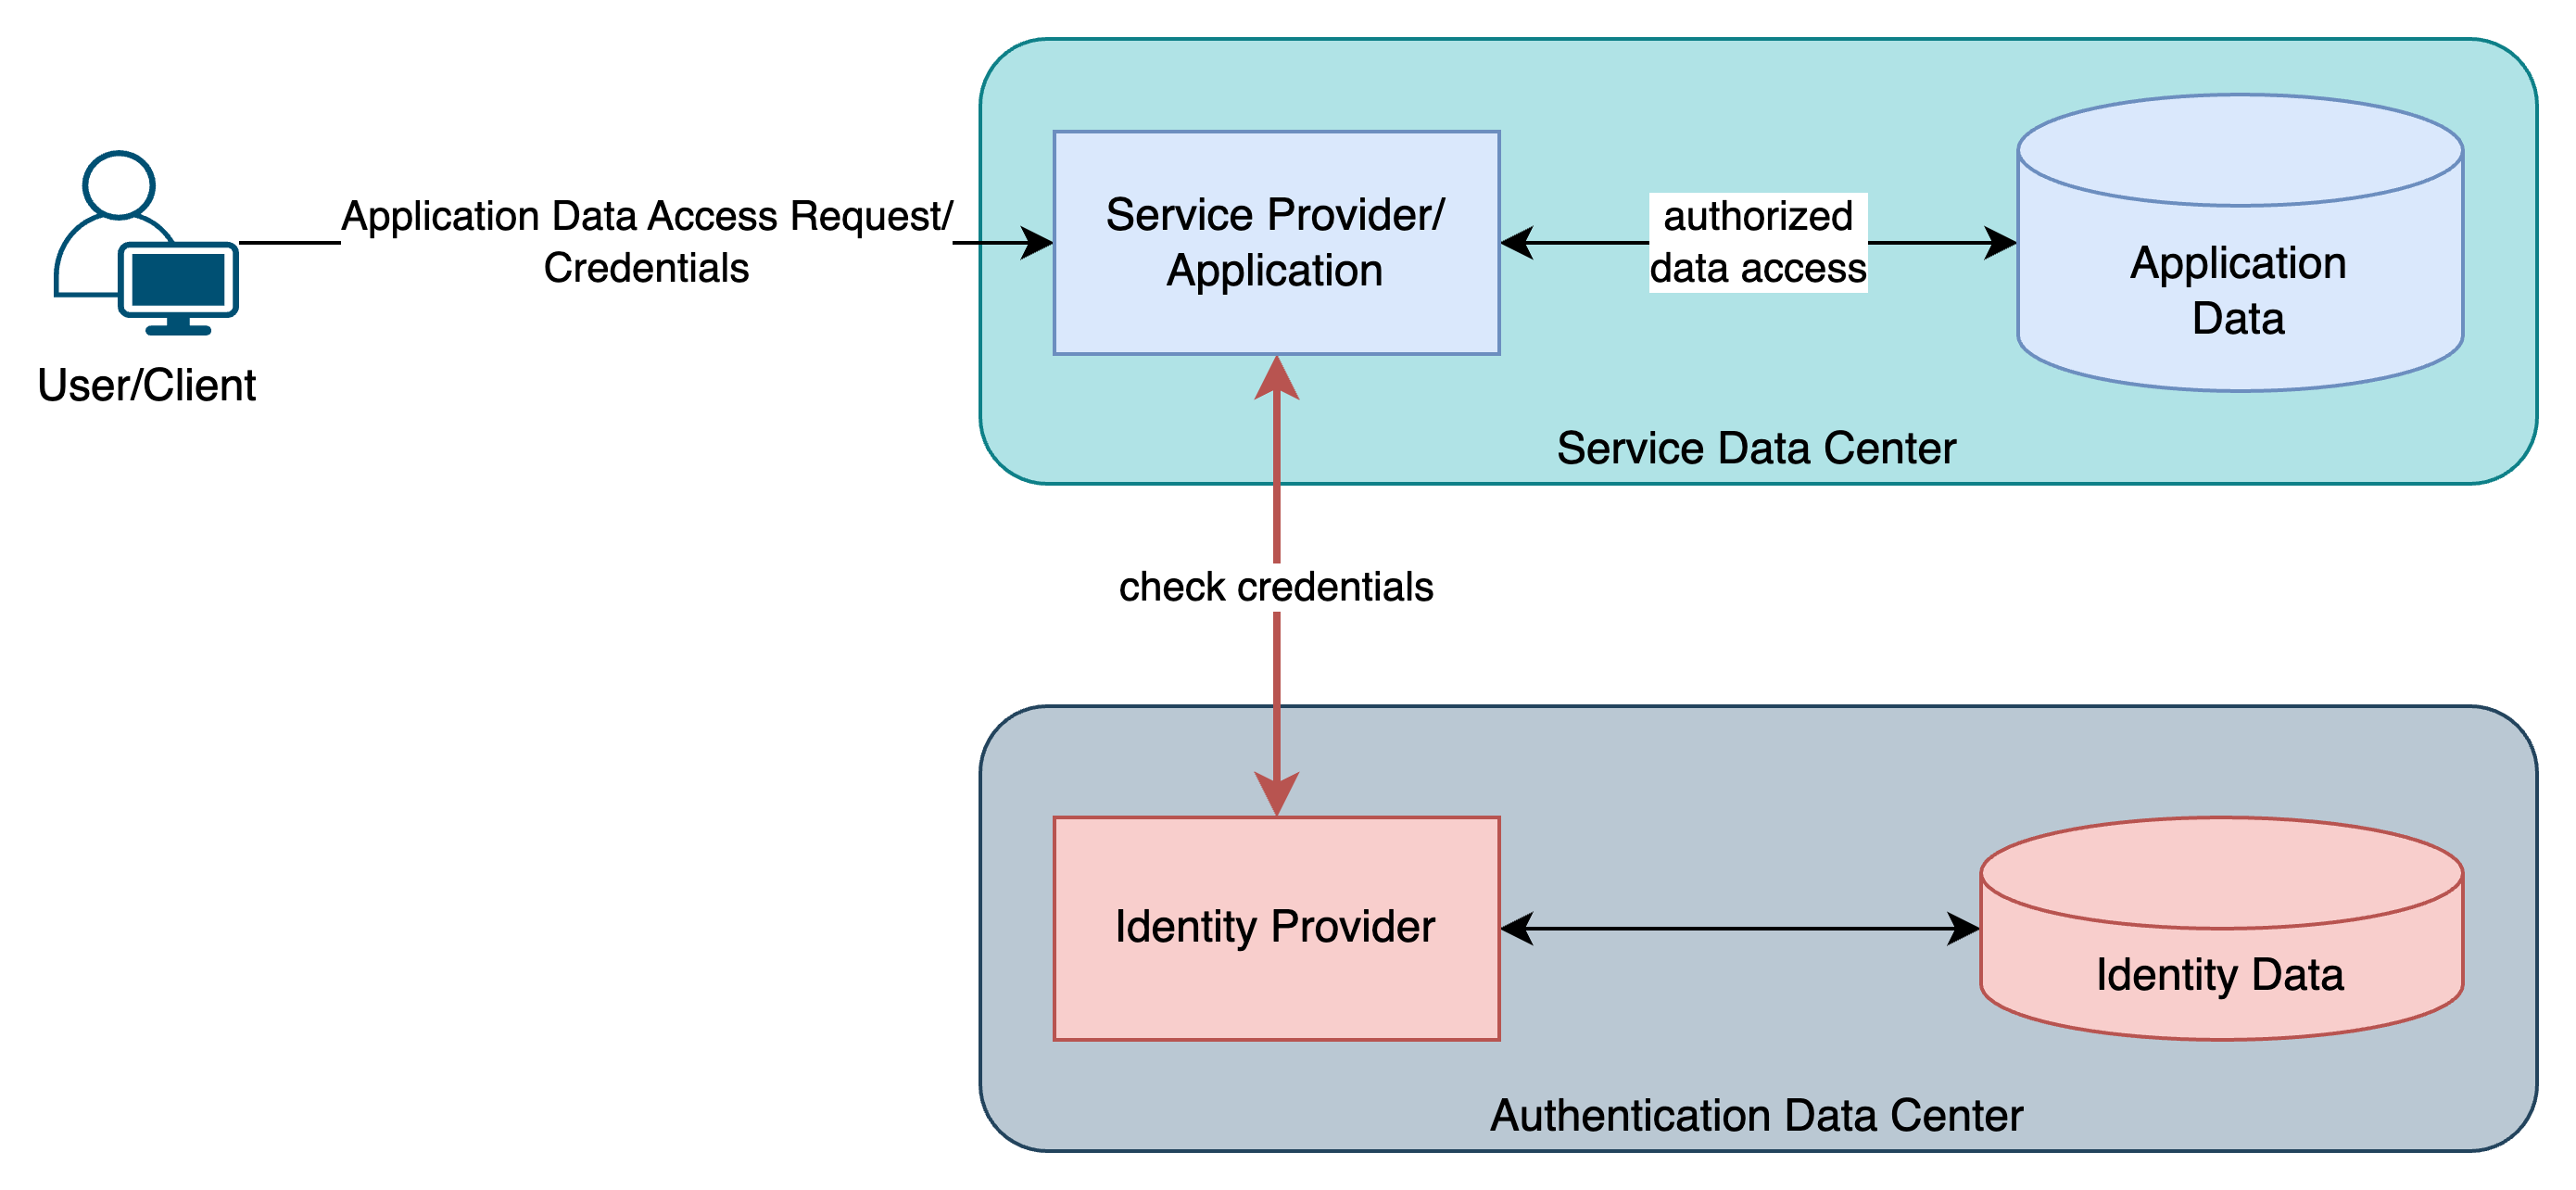 Application Data Access Request/
Credentials
User/Client
Service Provider/
Application
authorized
data access
Application
Data
Service Data Center
check credentials
Identity Provider
Identity Data
Authentication Data Center